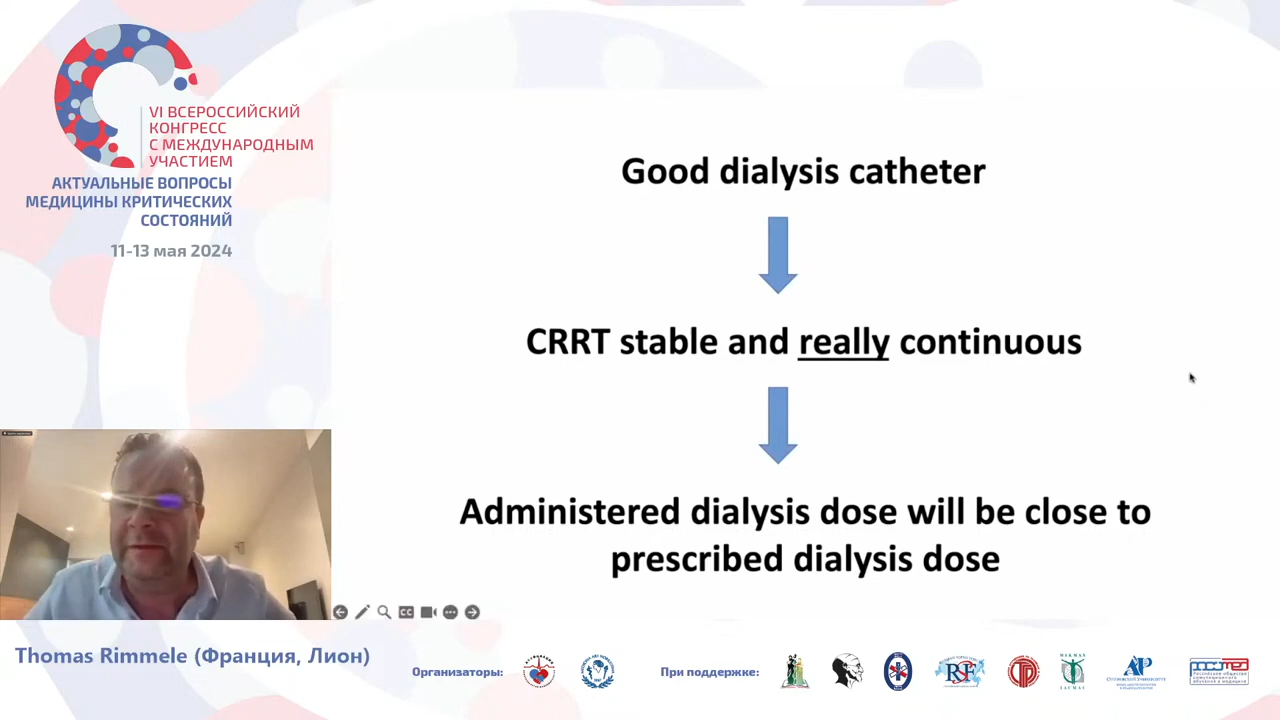 VI ВСЕРОССИЙСКИЙ
КОНГРЕСС
С МЕЖДУНАРОДНЫМ
УЧАСТИЕМ
АКТУАЛЬНЫЕ ВОПРОСЫ
МЕДИЦИНЫ КРИТИЧЕСКИХ
СОСТОЯНИЙ
11-13 мая 2024
Good dialysis catheter
CRRT stable and really continuous
Administered dialysis dose will be close to
prescribed dialysis dose
CC
Thomas Rimmele (Франция, Лион)
Организаторы:
При поддержке: